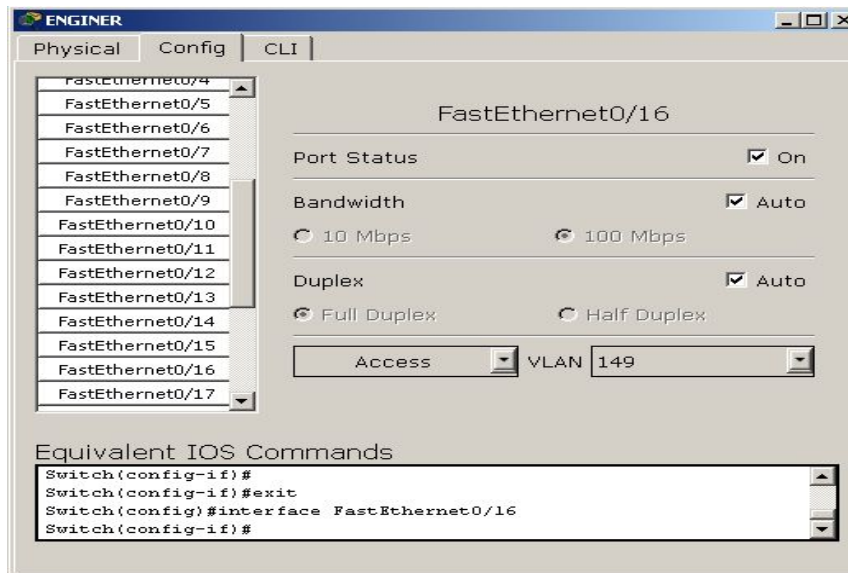 ENGINER
Physical Config CLI
FastEthernet0/4
FastEthernet0/5
FastEthernet0/6
FastEthernet0/7
FastEthernet0/8
FastEthernet0/9
FastEthernet0/10
FastEthernet0/11
FastEthernet0/12
FastEthernet0/13
FastEthernet0/14
FastEthernet0/15
FastEthernet0/16
FastEthernet0/17
FastEthernet0/16
Port Status On
Bandwidth Auto
10 Mbps 100 Mbps
Duplex Auto
Full Duplex Half Duplex
Access VLAN 149
Equivalent IOS Commands
Switch(config-if)#
Switch(config-if)#exit
Switch(config)#interface FastEthernet0/16
Switch(config-if)#